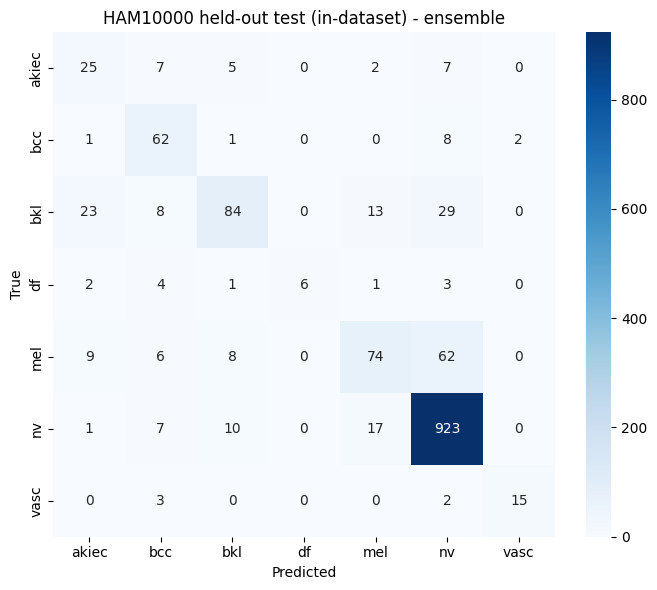 HAM10000 held-out test (in-dataset) - ensemble
akiec 25 7 5 0 2 7 0
bcc 1 62 1 0 0 8 2
bkl 23 8 84 0 13 29 0
df 2 4 1 6 1 3 0
mel 9 6 8 0 74 62 0
nv 1 7 10 0 17 923 0
vasc 0 3 0 0 0 2 15
akiec bcc bkl df mel nv vasc
Predicted
True
800
600
400
200
0